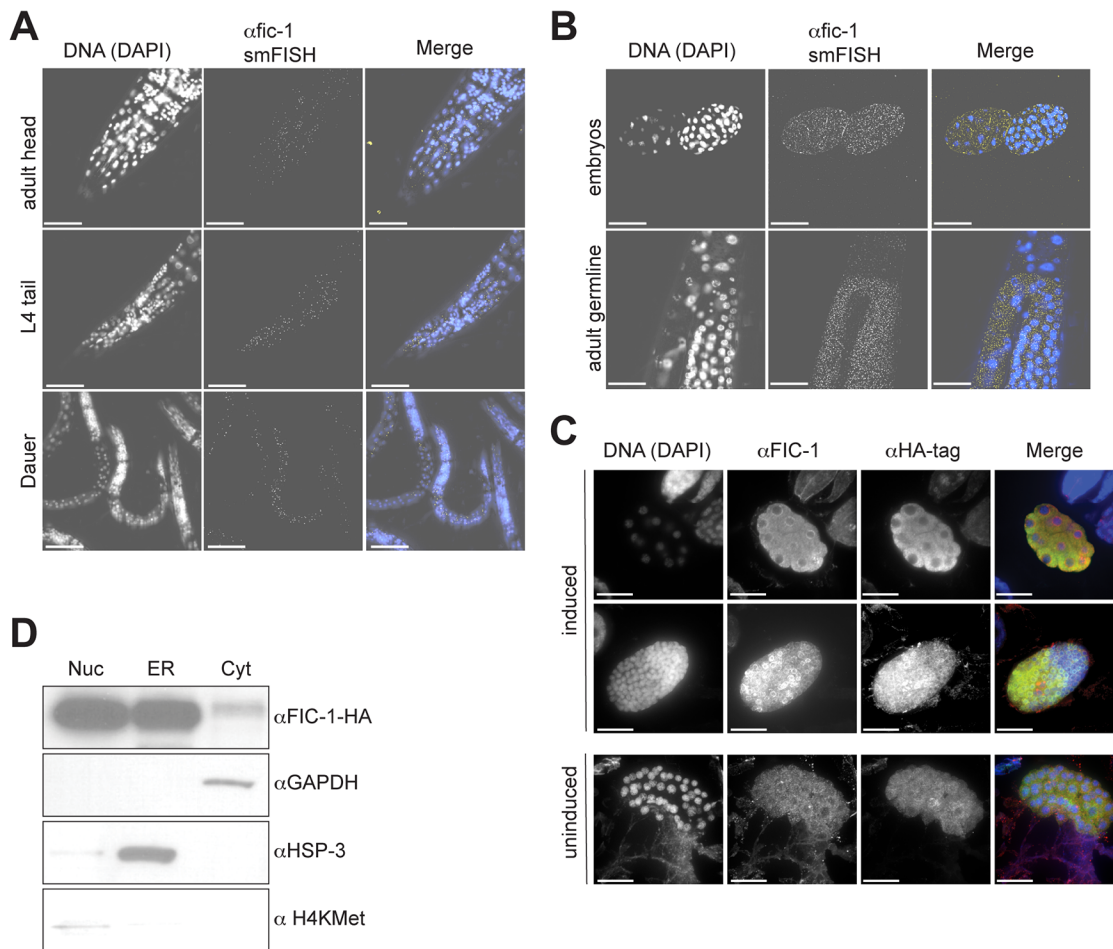 A
DNA (DAPI)
αfic-1
smFISH
Merge
adult head
L4 tail
Dauer
B
DNA (DAPI)
αfic-1
smFISH
Merge
embryos
adult germline
C
DNA (DAPI)
αFIC-1
αHA-tag
Merge
induced
uninduced
D
Nuc
ER
Cyt
αFIC-1-HA
αGAPDH
αHSP-3
α H4KMet